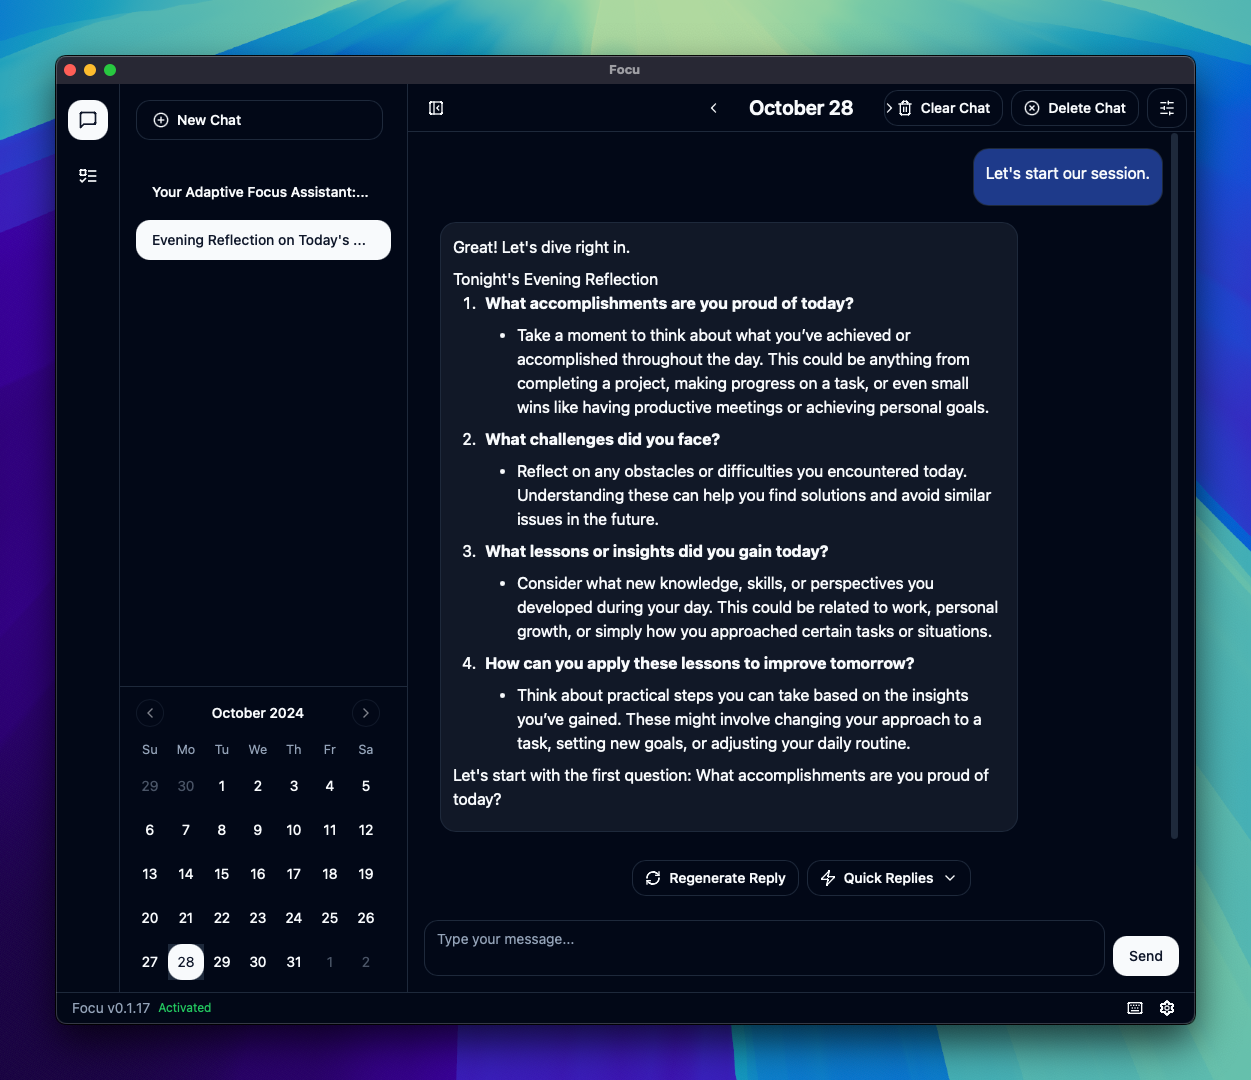 Focu
New Chat
Your Adaptive Focus Assistant:...
Evening Reflection on Today's ...
October 28
Clear Chat
Delete Chat
Let's start our session.
Great! Let's dive right in.
Tonight's Evening Reflection
1. What accomplishments are you proud of today?
• Take a moment to think about what you’ve achieved or
accomplished throughout the day. This could be anything from
completing a project, making progress on a task, or even small
wins like having productive meetings or achieving personal goals.
2. What challenges did you face?
• Reflect on any obstacles or difficulties you encountered today.
Understanding these can help you find solutions and avoid similar
issues in the future.
3. What lessons or insights did you gain today?
• Consider what new knowledge, skills, or perspectives you
developed during your day. This could be related to work, personal
growth, or simply how you approached certain tasks or situations.
4. How can you apply these lessons to improve tomorrow?
• Think about practical steps you can take based on the insights
you’ve gained. These might involve changing your approach to a
task, setting new goals, or adjusting your daily routine.
Let's start with the first question: What accomplishments are you proud of
today?
Regenerate Reply
Quick Replies
Type your message...
Send
October 2024
Su Mo Tu We Th Fr Sa
29 30 1 2 3 4 5
6 7 8 9 10 11 12
13 14 15 16 17 18 19
20 21 22 23 24 25 26
27 28 29 30 31 1 2
Focu v0.1.17 Activated